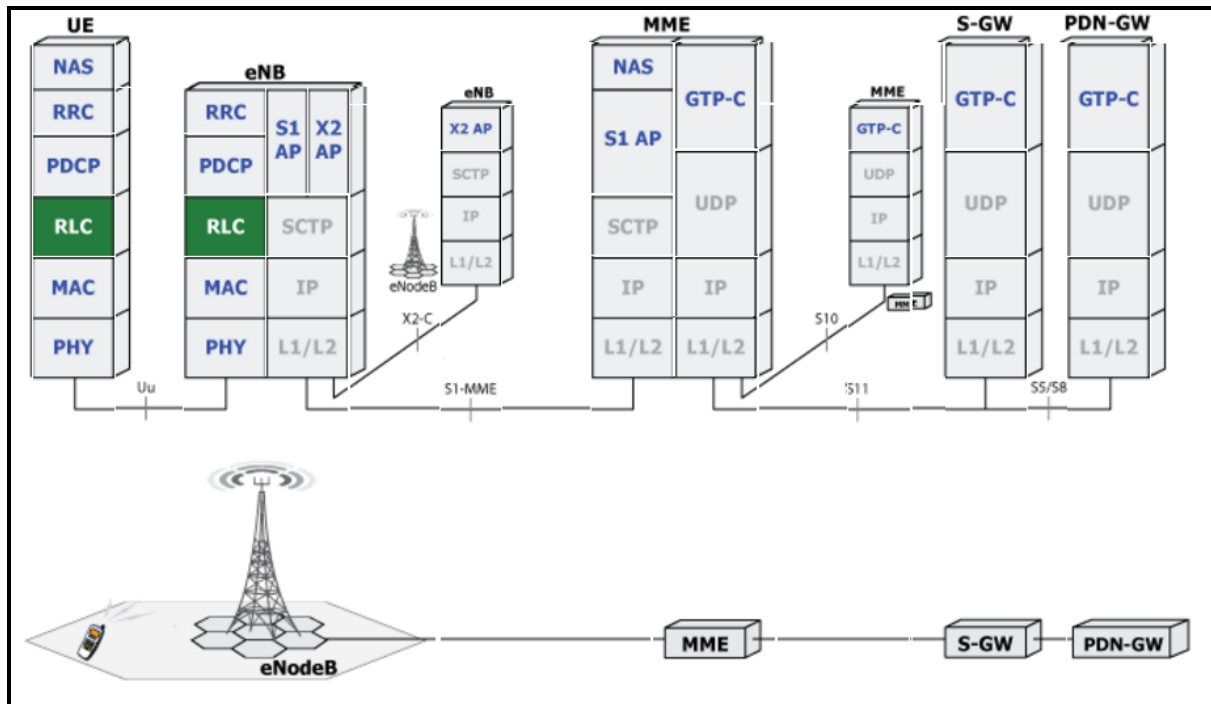 UE
NAS
RRC
PDCP
RLC
MAC
PHY
eNB
RRC
PDCP
RLC
MAC
PHY
S1
AP
X2
AP
SCTP
IP
L1/L2
eNB
X2 AP
SCTP
IP
L1/L2
eNodeB
MME
NAS
S1 AP
SCTP
IP
L1/L2
GTP-C
UDP
IP
L1/L2
MME
GTP-C
UDP
IP
L1/L2
MME
S-GW
GTP-C
UDP
IP
L1/L2
PDN-GW
GTP-C
UDP
IP
L1/L2
Uu
X2-C
S1-MME
S10
S11
S5/S8
eNodeB
MME
S-GW
PDN-GW